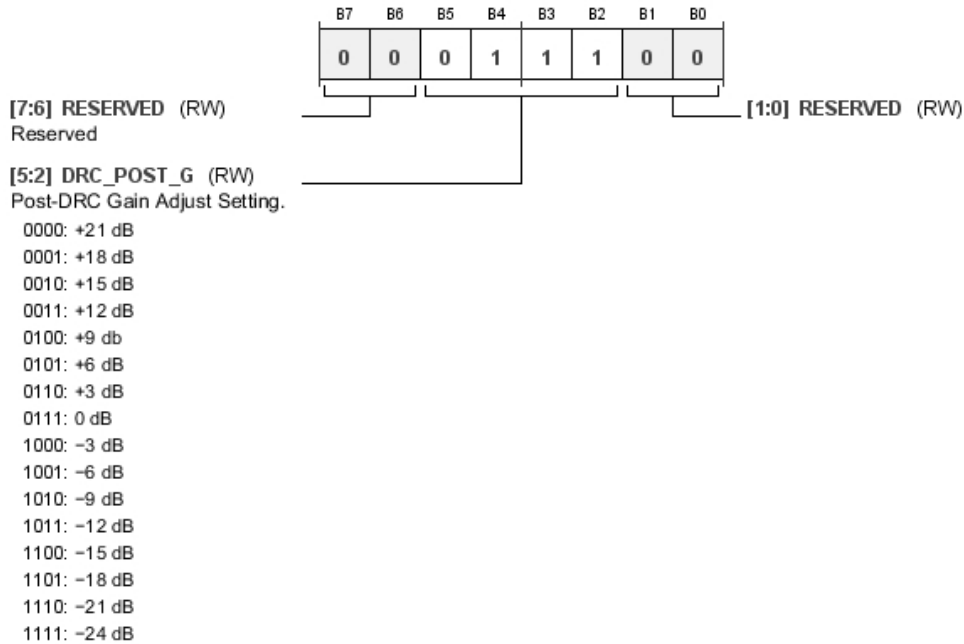 B7 B6 B5 B4 B3 B2 B1 B0
0 0 0 1 1 1 0 0
[7:6] RESERVED (RW)
Reserved
[1:0] RESERVED (RW)
[5:2] DRC_POST_G (RW)
Post-DRC Gain Adjust Setting.
0000: +21 dB
0001: +18 dB
0010: +15 dB
0011: +12 dB
0100: +9 db
0101: +6 dB
0110: +3 dB
0111: 0 dB
1000: −3 dB
1001: −6 dB
1010: −9 dB
1011: −12 dB
1100: −15 dB
1101: −18 dB
1110: −21 dB
1111: −24 dB